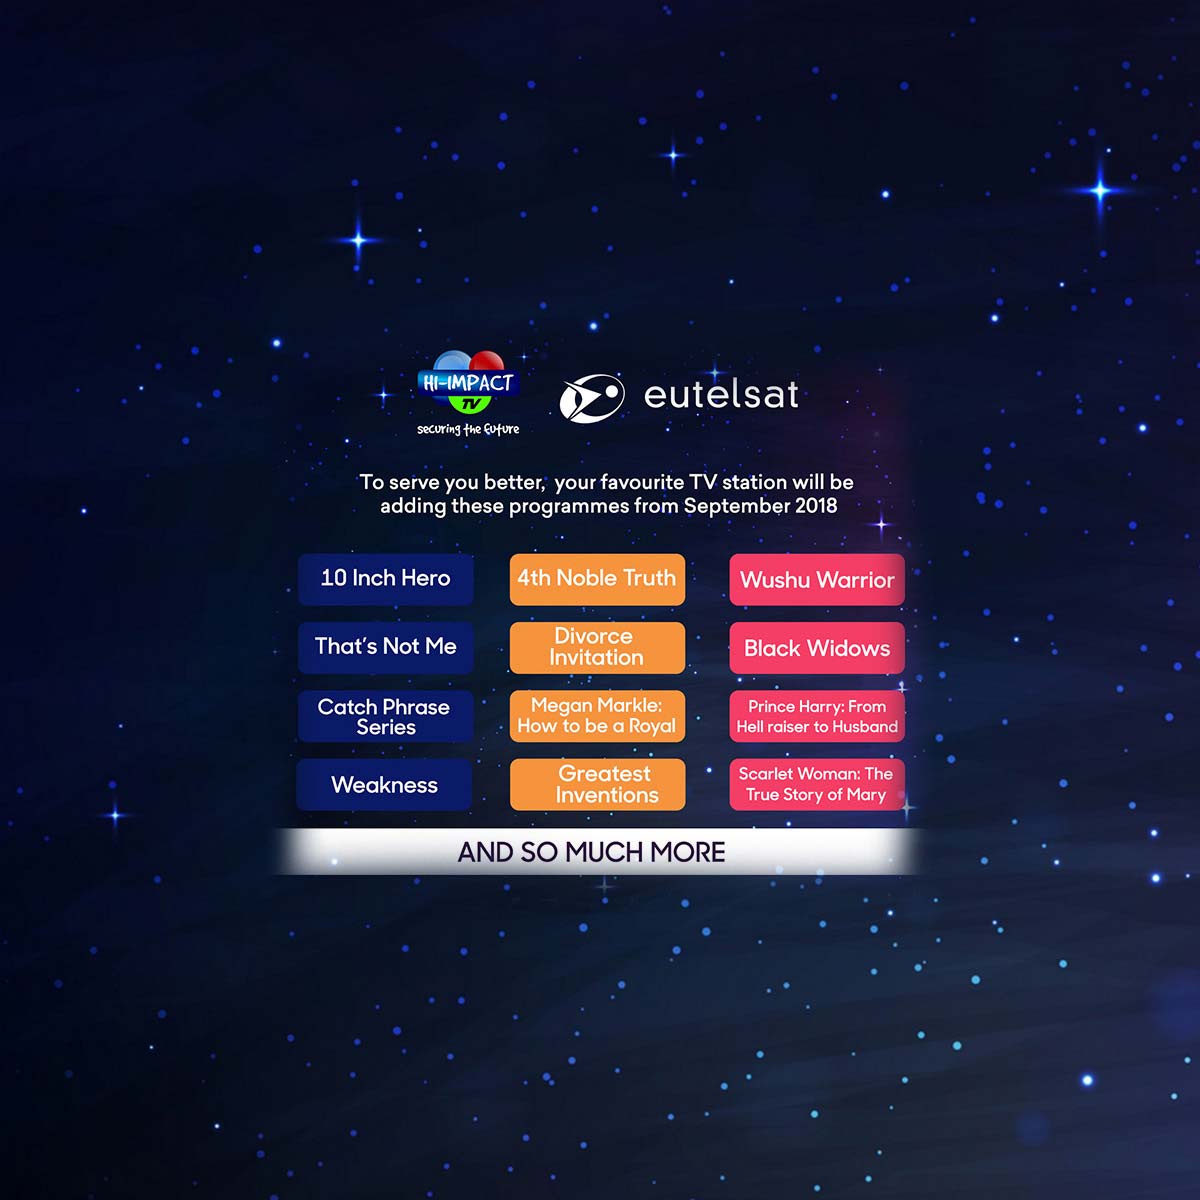 HI-IMPACT
TV
securing the future
eutelsat
To serve you better, your favourite TV station will be
adding these programmes from September 2018
10 Inch Hero
4th Noble Truth
Wushu Warrior
That's Not Me
Divorce
Invitation
Black Widows
Catch Phrase
Series
Megan Markle:
How to be a Royal
Prince Harry: From
Hell raiser to Husband
Weakness
Greatest
Inventions
Scarlet Woman: The
True Story of Mary
AND SO MUCH MORE